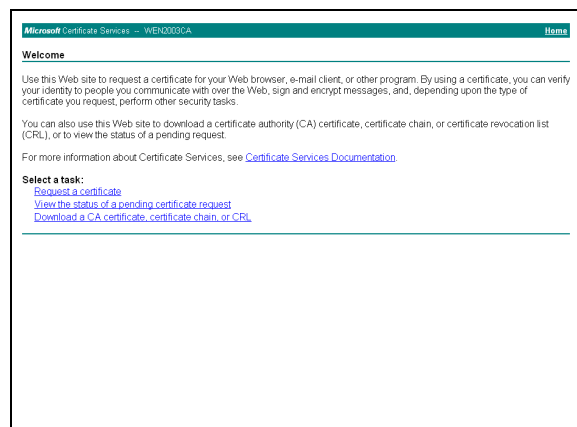 Microsoft Certificate Services -- WEN2003CA Home
Welcome
Use this Web site to request a certificate for your Web browser, e-mail client, or other program. By using a certificate, you can verify
your identity to people you communicate with over the Web, sign and encrypt messages, and, depending upon the type of
certificate you request, perform other security tasks.
You can also use this Web site to download a certificate authority (CA) certificate, certificate chain, or certificate revocation list
(CRL), or to view the status of a pending request.
For more information about Certificate Services, see Certificate Services Documentation.
Select a task:
Request a certificate
View the status of a pending certificate request
Download a CA certificate, certificate chain, or CRL